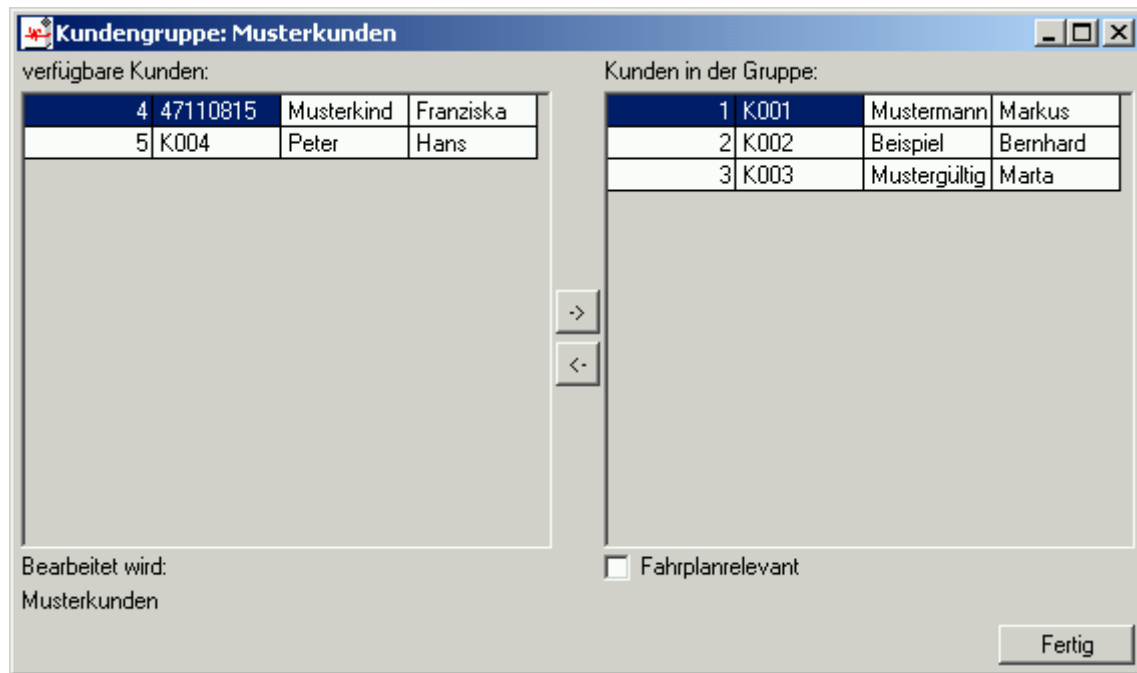 Kundengruppe: Musterkunden
verfügbare Kunden:
4 47110815 Musterkind Franziska
5 K004 Peter Hans
->
<-
Kunden in der Gruppe:
1 K001 Mustermann Markus
2 K002 Beispiel Bernhard
3 K003 Mustergültig Marta
Bearbeitet wird:
Musterkunden
Fahrplanrelevant
Fertig